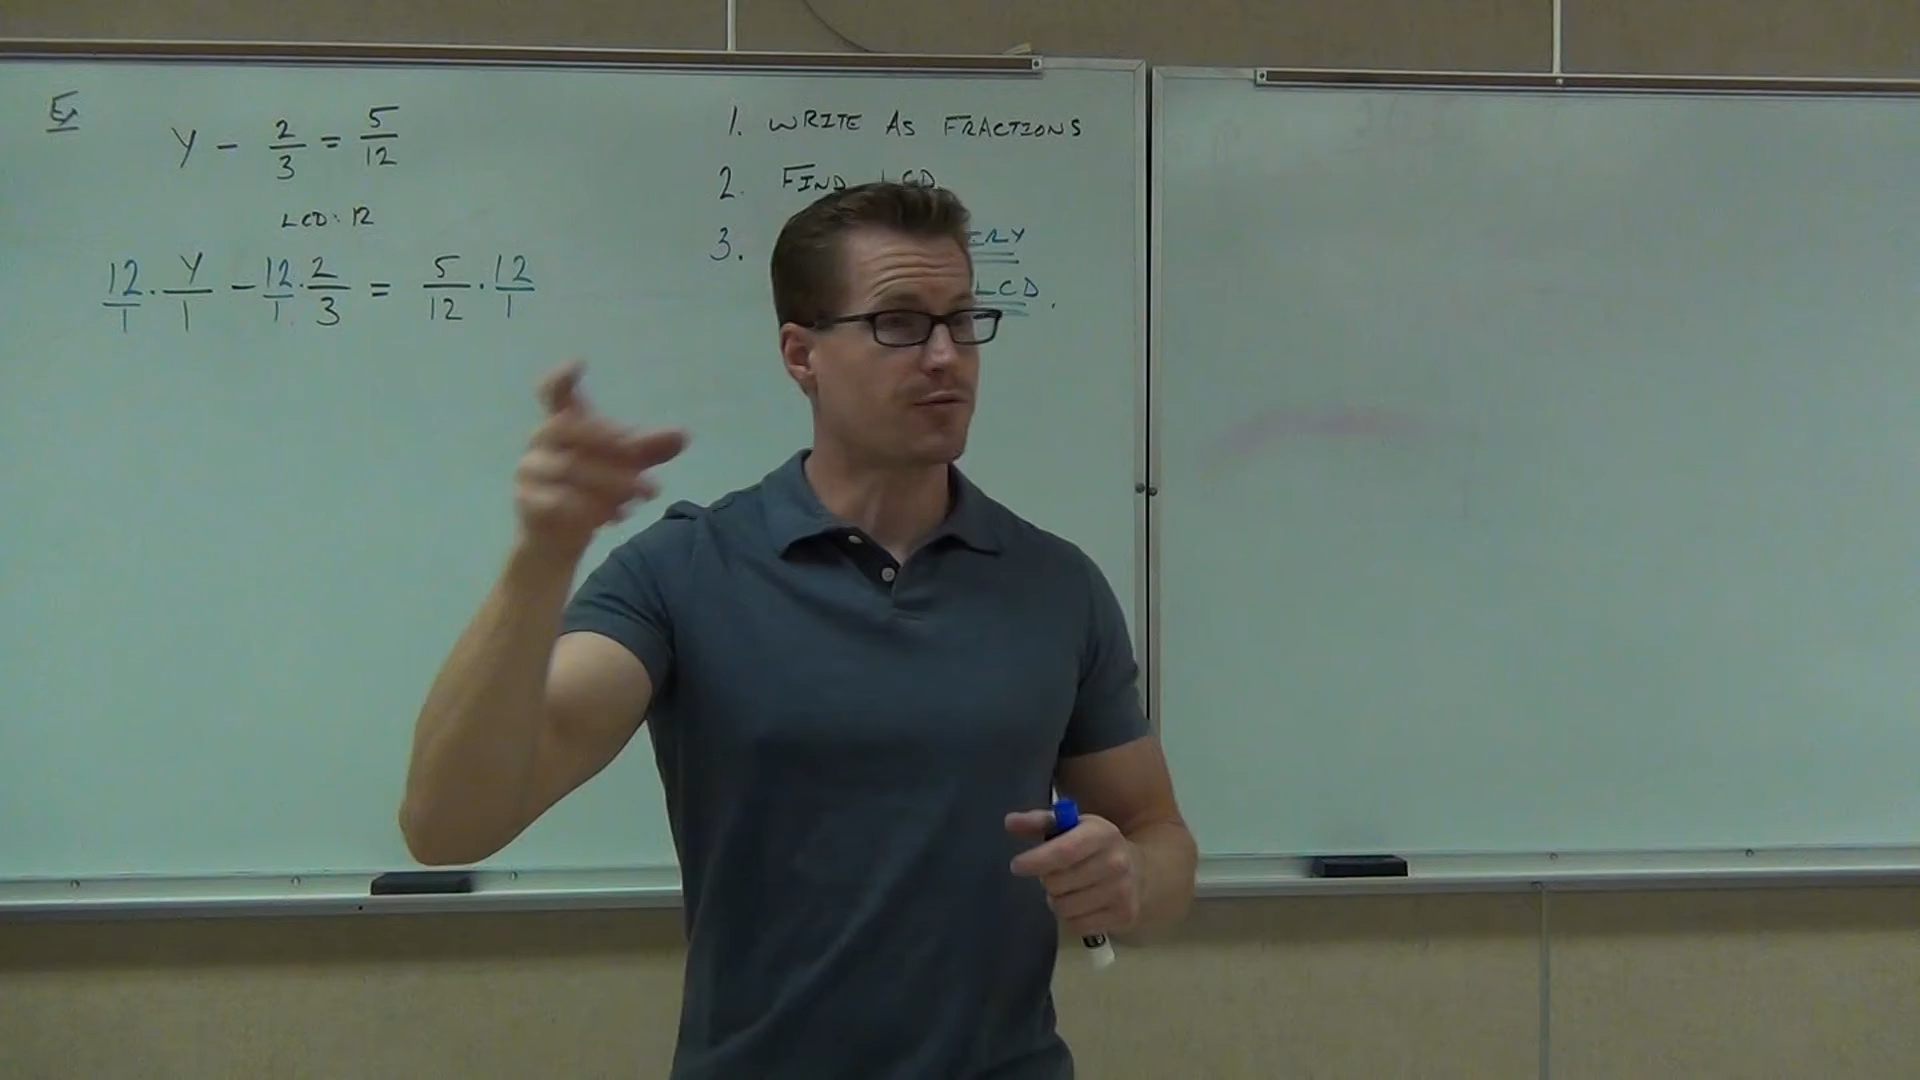 Ex
y - 2/3 = 5/12
LCD: 12
12/1 · y/1 - 12/1 · 2/3 = 5/12 · 12/1
1. WRITE AS FRACTIONS
2. FIND LCD
3.
LCD.